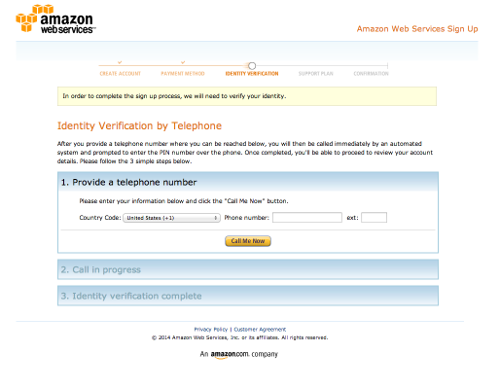 amazon
webservices™
Amazon Web Services Sign Up
CREATE ACCOUNT PAYMENT METHOD IDENTITY VERIFICATION SUPPORT PLAN CONFIRMATION
In order to complete the sign up process, we will need to verify your identity.
Identity Verification by Telephone
After you provide a telephone number where you can be reached below, you will then be called immediately by an automated
system and prompted to enter the PIN number over the phone. Once completed, you'll be able to proceed to review your account
details. Please follow the 3 simple steps below.
1. Provide a telephone number
Please enter your information below and click the "Call Me Now" button.
Country Code: United States (+1) Phone number: ext:
Call Me Now
2. Call in progress
3. Identity verification complete
Privacy Policy | Customer Agreement
© 2014 Amazon Web Services, Inc. or its affiliates. All rights reserved.
An amazon.com. company